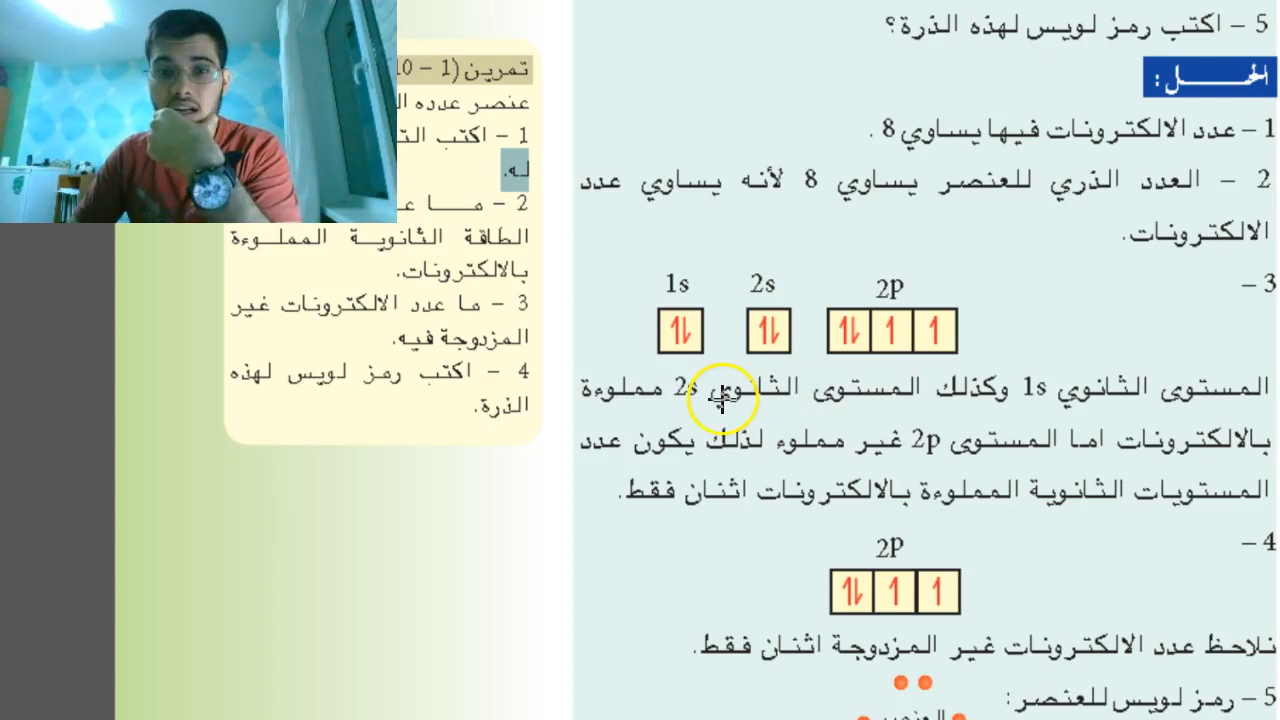 5 – اكتب رمز لويس لهذه الذرة؟
الحل :
1 – عدد الالكترونات فيها يساوي 8 .
2 – العدد الذري للعنصر يساوي 8 لأنه يساوي عدد
الالكترونات.
3 –
1s 2s 2p
المستوى الثانوي 1s وكذلك المستوى الثانوي 2s مملوءة
بالالكترونات اما المستوى 2p غير مملوء لذلك يكون عدد
المستويات الثانوية المملوءة بالالكترونات اثنان فقط.
4 –
2p
نلاحظ عدد الالكترونات غير المزدوجة اثنان فقط.
5 – رمز لويس للعنصر:
العنصر
تمرين (1 – 10
عنصر عدده
1 – اكتب
له.
2 – مـا
الطاقة الثانوية المملوءة
بالالكترونات.
3 – ما عدد الالكترونات غير
المزدوجة فيه.
4 – اكتب رمز لويس لهذه
الذرة.